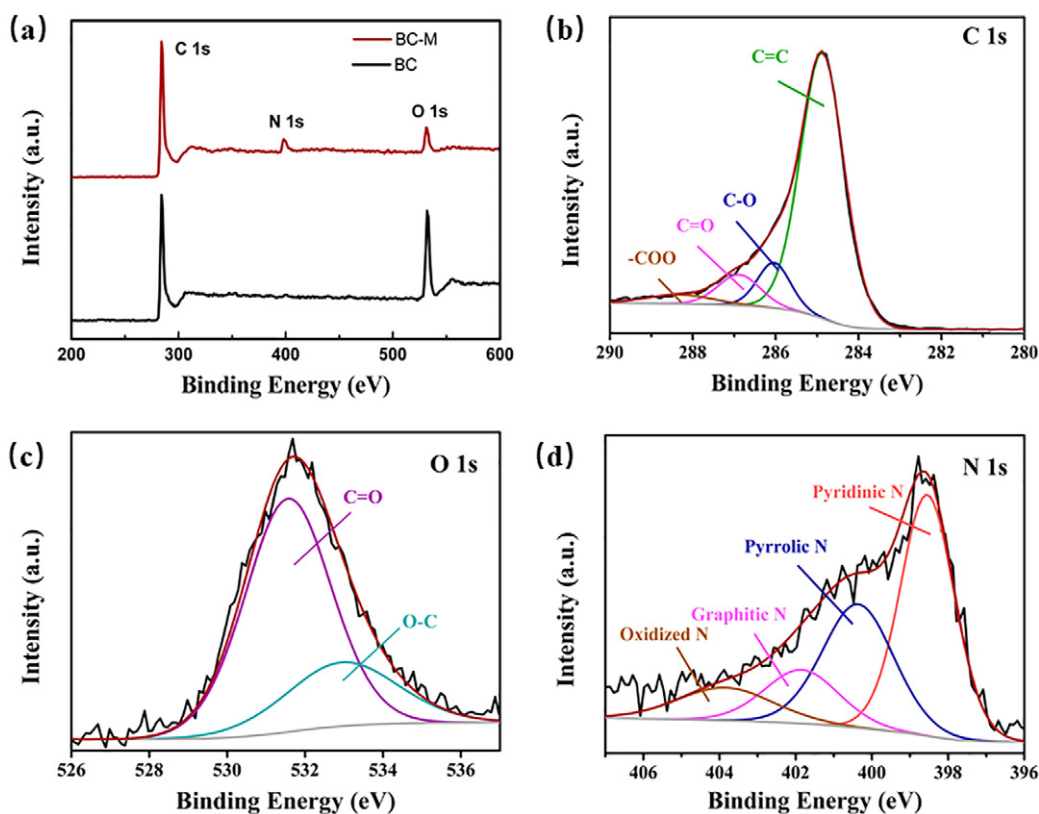 (a)
BC-M
BC
C 1s
N 1s
O 1s
Intensity (a.u.)
200 300 400 500 600
Binding Energy (eV)
(b)
C 1s
C=C
C-O
C=O
-COO
Intensity (a.u.)
290 288 286 284 282 280
Binding Energy (eV)
(c)
O 1s
C=O
O-C
Intensity (a.u.)
526 528 530 532 534 536
Binding Energy (eV)
(d)
N 1s
Pyridinic N
Pyrrolic N
Graphitic N
Oxidized N
Intensity (a.u.)
406 404 402 400 398 396
Binding Energy (eV)